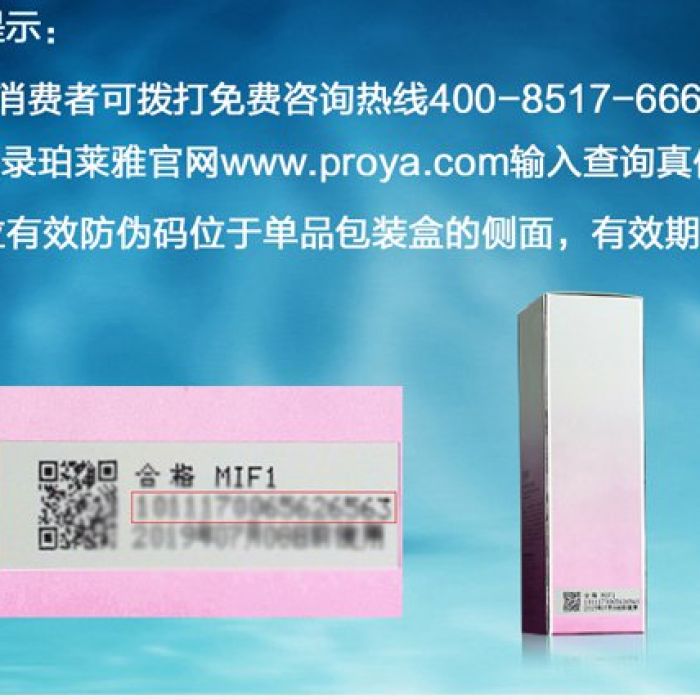 提示：
消费者可拨打免费咨询热线400-8517-666
录珀莱雅官网www.proya.com输入查询真
有效防伪码位于单品包装盒的侧面，有效期
合格 MIF1
合格 MIF1